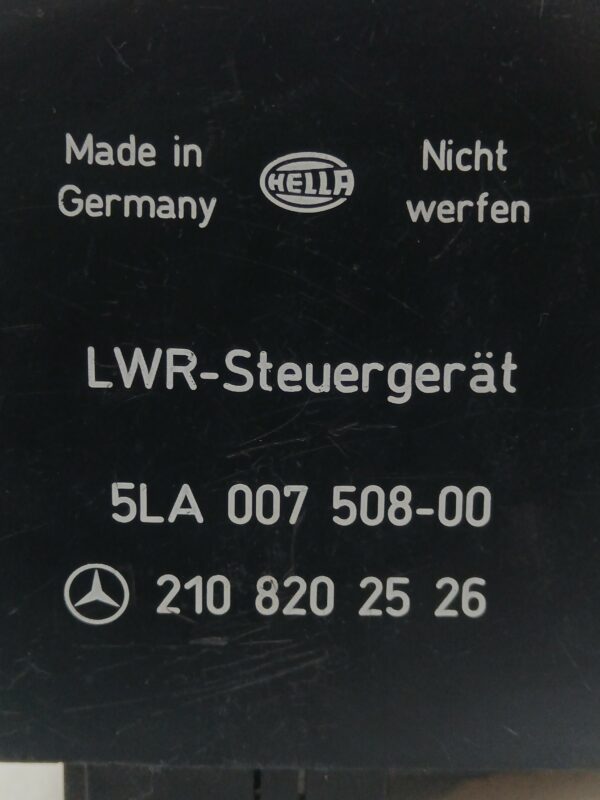 Made in
Germany
HELLA
Nicht
werfen
LWR-Steuergerät
5LA 007 508-00
210 820 25 26